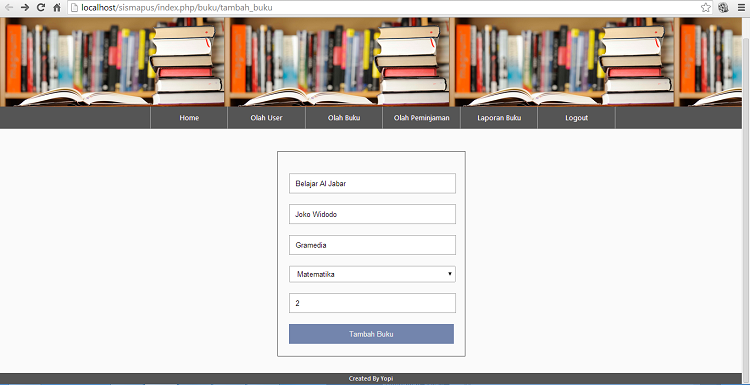 localhost/sismapus/index.php/buku/tambah_buku
Home Olah User Olah Buku Olah Peminjaman Laporan Buku Logout
Belajar Al Jabar
Joko Widodo
Gramedia
Matematika
2
Tambah Buku
Created By Yopi